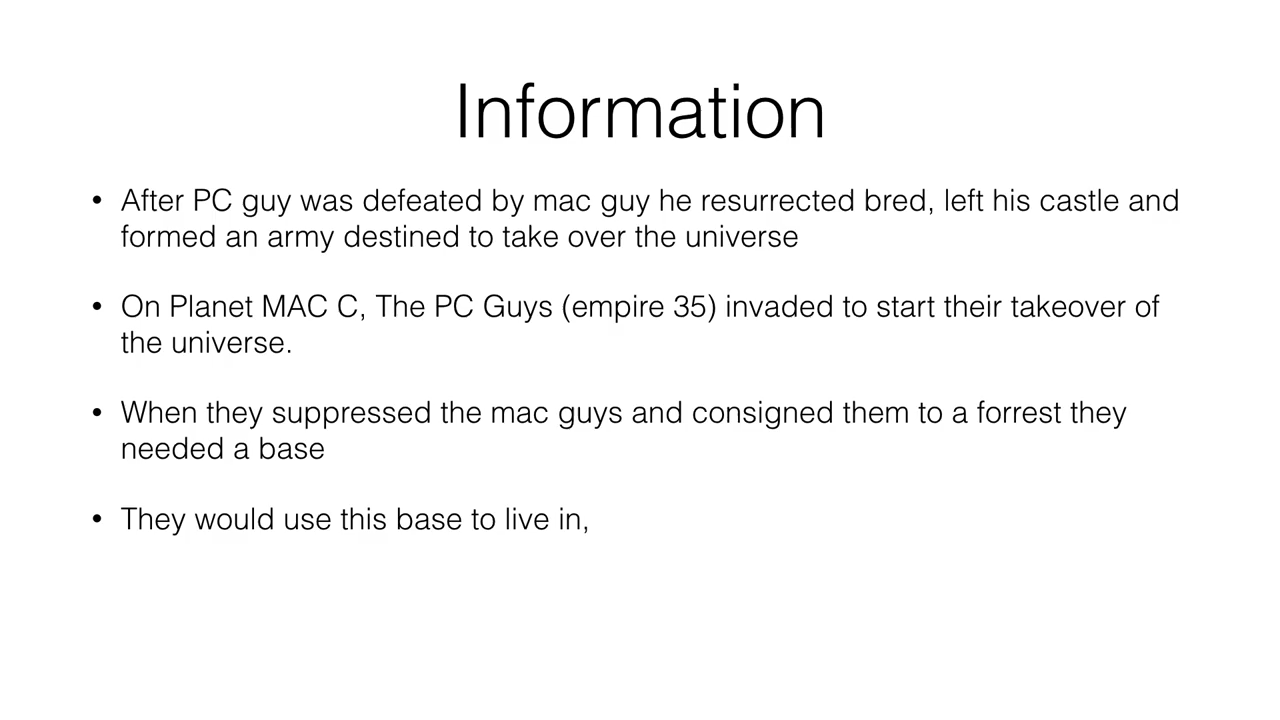 Information
• After PC guy was defeated by mac guy he resurrected bred, left his castle and
formed an army destined to take over the universe
• On Planet MAC C, The PC Guys (empire 35) invaded to start their takeover of
the universe.
• When they suppressed the mac guys and consigned them to a forrest they
needed a base
• They would use this base to live in,